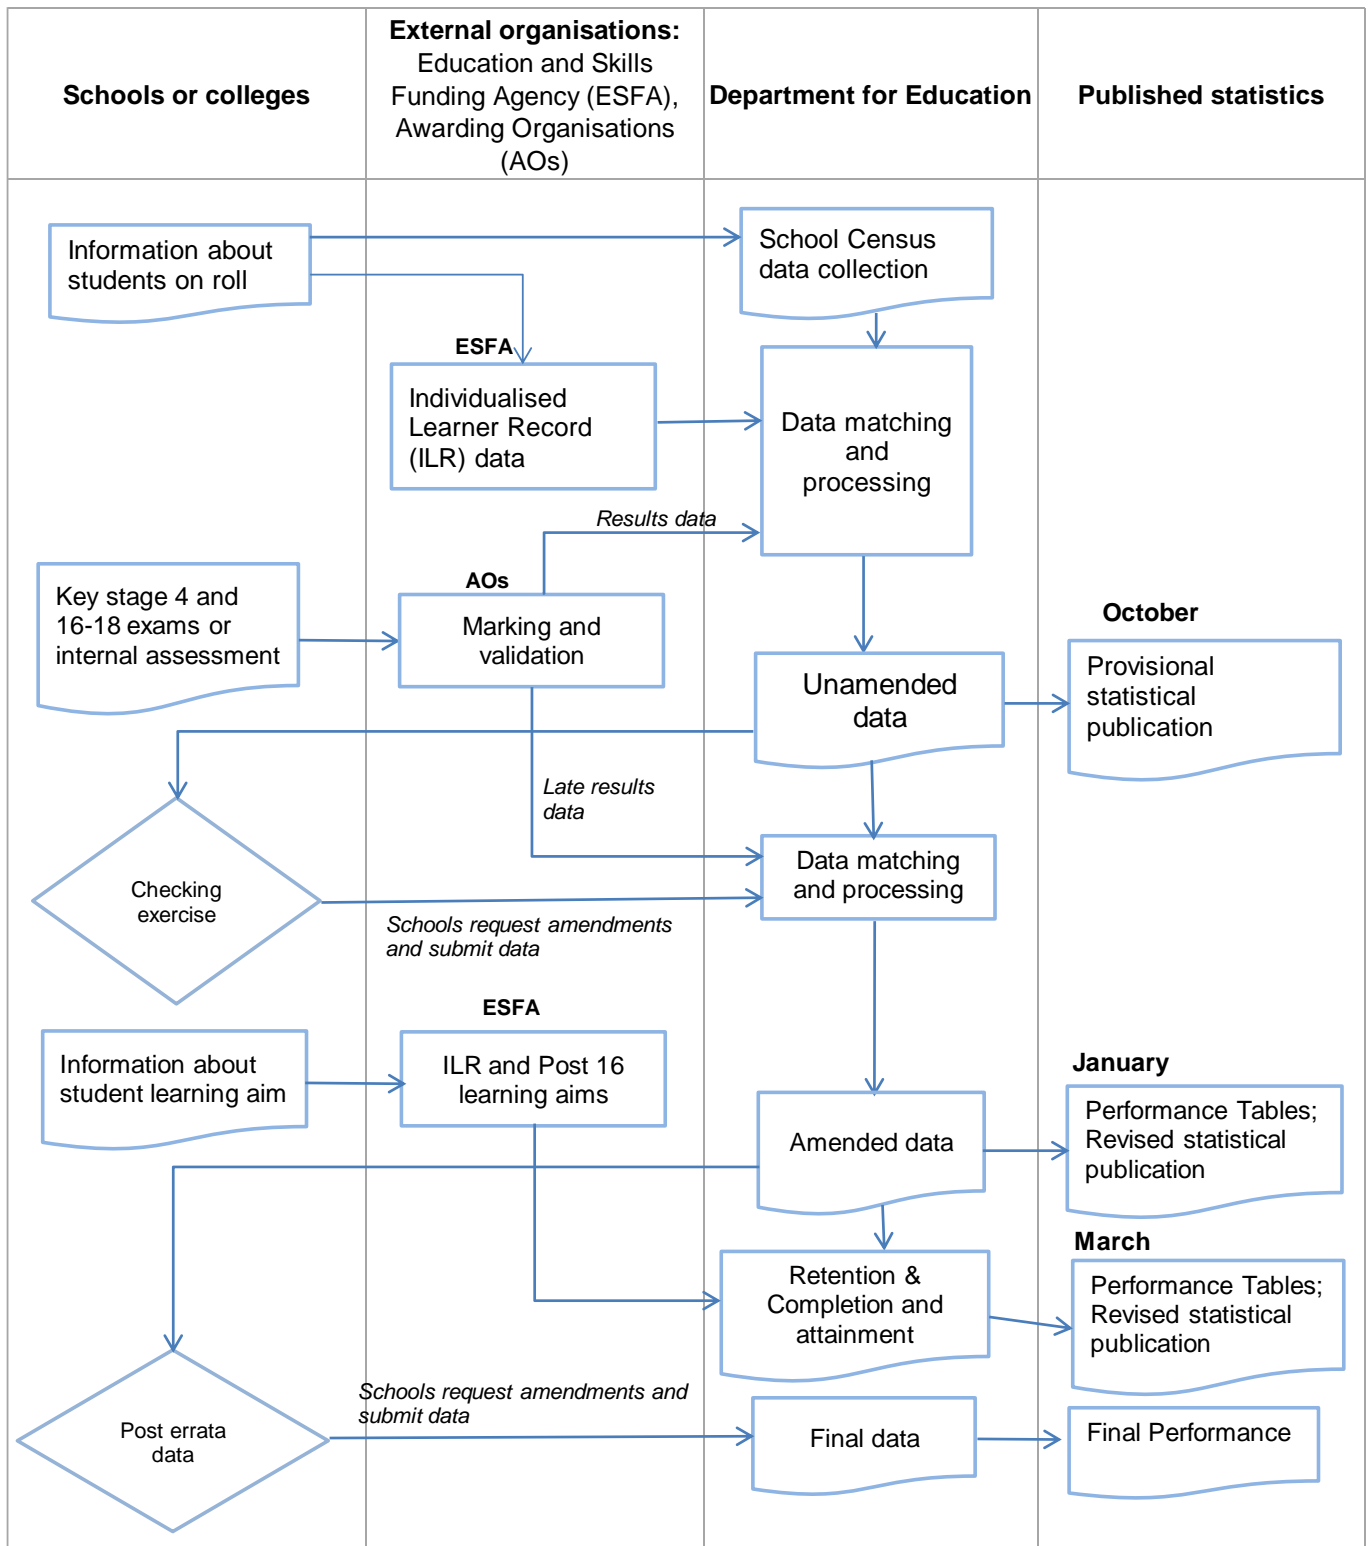 Schools or colleges
External organisations:
Education and Skills
Funding Agency (ESFA),
Awarding Organisations
(AOs)
Department for Education
Published statistics
Information about
students on roll
School Census
data collection
ESFA
Individualised
Learner Record
(ILR) data
Data matching
and
processing
Results data
Key stage 4 and
16-18 exams or
internal assessment
AOs
Marking and
validation
Unamended
data
October
Provisional
statistical
publication
Late results
data
Data matching
and processing
Checking
exercise
Schools request amendments
and submit data
ESFA
Information about
student learning aim
ILR and Post 16
learning aims
Amended data
January
Performance Tables;
Revised statistical
publication
Retention &
Completion and
attainment
March
Performance Tables;
Revised statistical
publication
Post errata
data
Schools request amendments and
submit data
Final data
Final Performance